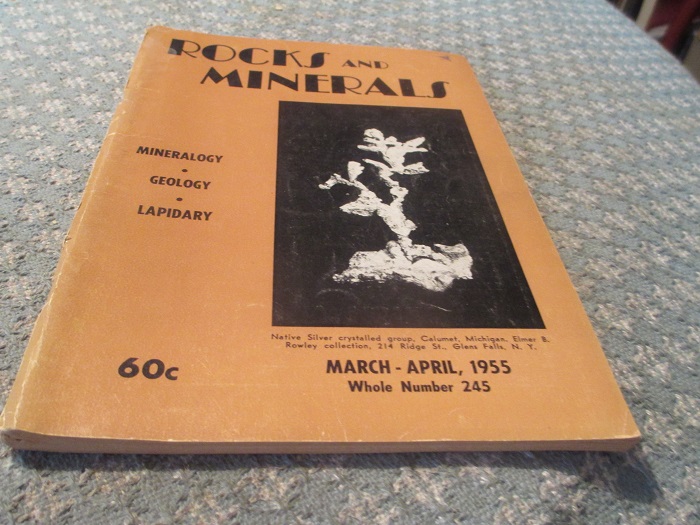 ROCKS AND
MINERALS
MINERALOGY
•
GEOLOGY
•
LAPIDARY
Native Silver crystalled group, Calumet, Michigan. Elmer B.
Rowley collection, 214 Ridge St., Glens Falls, N. Y.
60c
MARCH - APRIL, 1955
Whole Number 245